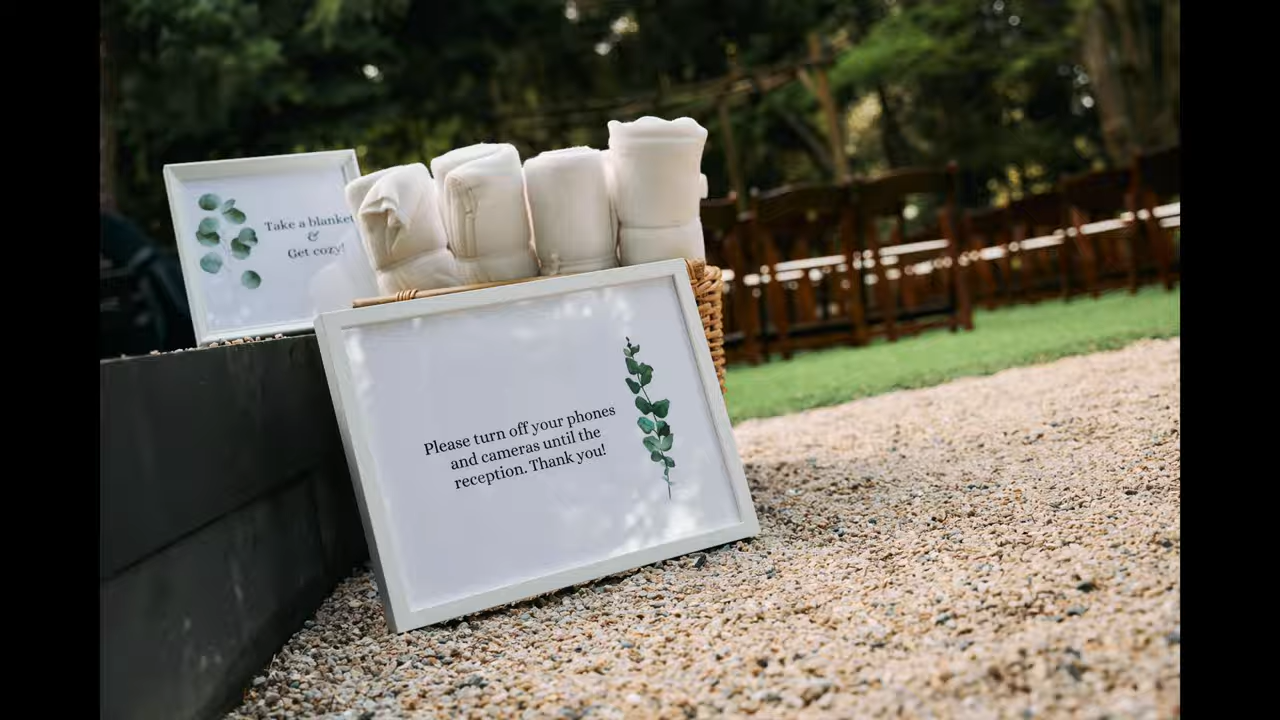 Take a blanket
&
Get cozy!
Please turn off your phones
and cameras until the
reception. Thank you!